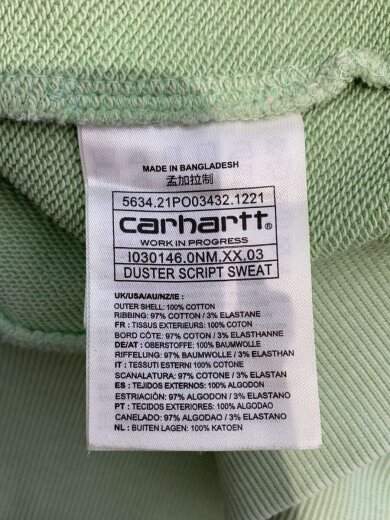 MADE IN BANGLADESH
孟加拉制
5634.21PO03432.1221
carhartt®
WORK IN PROGRESS
I030146.0NM.XX.03
DUSTER SCRIPT SWEAT
UK/USA/AU/NZ/IE :
OUTER SHELL: 100% COTTON
RIBBING: 97% COTTON / 3% ELASTANE
FR : TISSUS EXTERIEURS: 100% COTON
BORD CÔTE: 97% COTON / 3% ELASTHANNE
DE/AT : OBERSTOFFE: 100% BAUMWOLLE
RIFFELUNG: 97% BAUMWOLLE / 3% ELASTHAN
IT : TESSUTI ESTERNI: 100% COTONE
SCANALATURA: 97% COTONE / 3% ELASTAN
ES : TEJIDOS EXTERNOS: 100% ALGODON
ESTRIACIÓN: 97% ALGODON / 3% ELASTANO
PT : TECIDOS EXTERIORES: 100% ALGODAO
CANELADO: 97% ALGODAO / 3% ELASTANO
NL : BUITEN LAGEN: 100% KATOEN